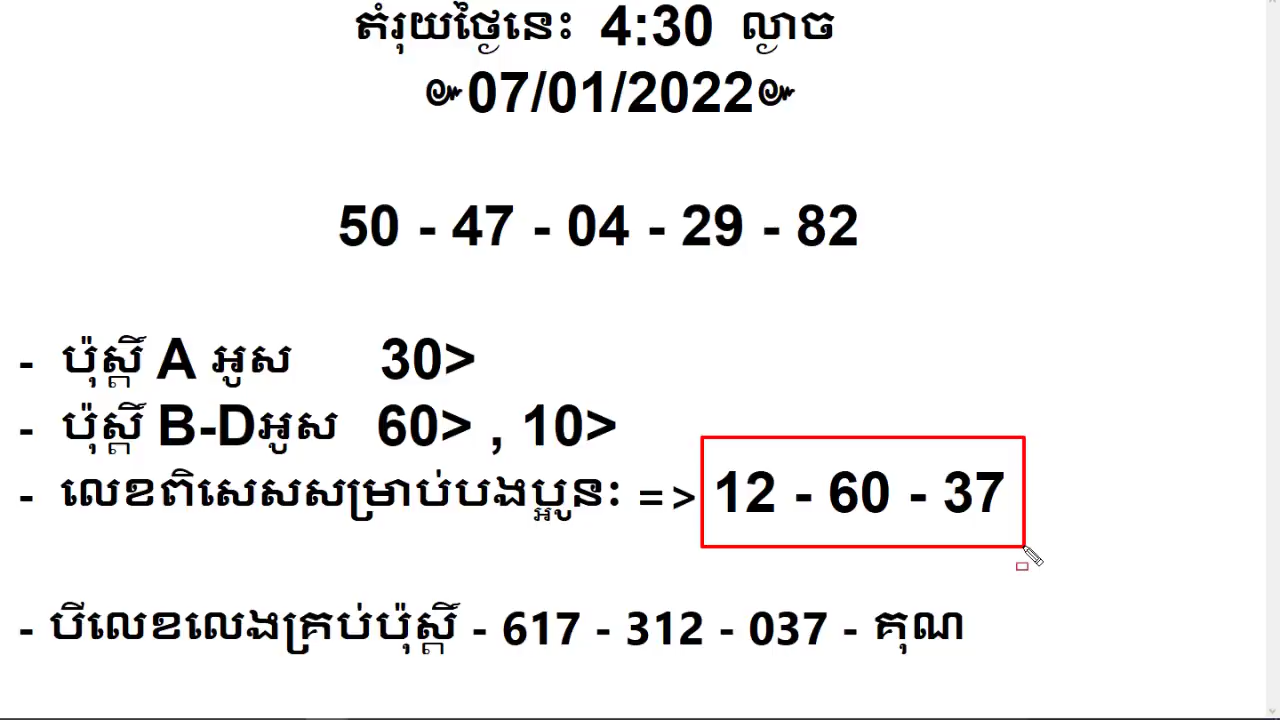 តំរុយថ្ងៃនេះ 4:30 ល្ងាច
๛07/01/2022๛
50 - 47 - 04 - 29 - 82
- ប៉ុស្តិ៍ A អូស 30>
- ប៉ុស្តិ៍ B-Dអូស 60> , 10>
- លេខពិសេសសម្រាប់បងប្អូនៈ => 12 - 60 - 37
- បីលេខលេងគ្រប់ប៉ុស្តិ៍ - 617 - 312 - 037 - គុណ